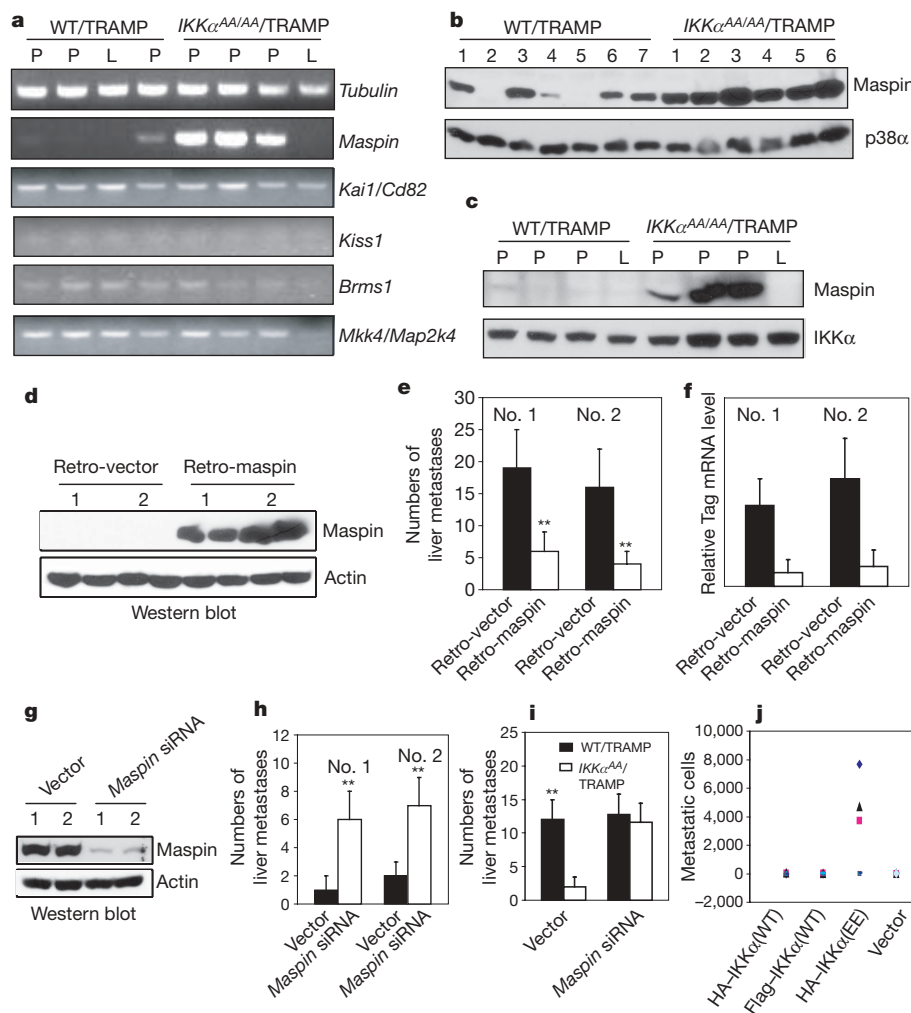 a
WT/TRAMP IKKα^AA/AA/TRAMP
P P L P P P P L
Tubulin
Maspin
Kai1/Cd82
Kiss1
Brms1
Mkk4/Map2k4
b
WT/TRAMP IKKα^AA/AA/TRAMP
1 2 3 4 5 6 7 1 2 3 4 5 6
Maspin
p38α
c
WT/TRAMP IKKα^AA/AA/TRAMP
P P P L P P P L
Maspin
IKKα
d
Retro-vector Retro-maspin
1 2 1 2
Maspin
Actin
Western blot
e
Numbers of
liver metastases
30
25
20
15
10
5
0
No. 1 No. 2
**
**
Retro-vector
Retro-maspin
Retro-vector
Retro-maspin
f
Relative Tag mRNA level
No. 1 No. 2
Retro-vector
Retro-maspin
Retro-vector
Retro-maspin
g
Vector Maspin siRNA
1 2 1 2
Maspin
Actin
Western blot
h
Numbers of
liver metastases
12
10
8
6
4
2
0
No. 1 No. 2
** **
Vector
Maspin siRNA
Vector
Maspin siRNA
i
Numbers of
liver metastases
25
20
15
10
5
0
WT/TRAMP
IKKα^AA/
TRAMP
**
Vector
Maspin siRNA
j
Metastatic cells
10,000
8,000
6,000
4,000
2,000
0
–2,000
HA–IKKα(WT)
Flag–IKKα(WT)
HA–IKKα(EE)
Vector